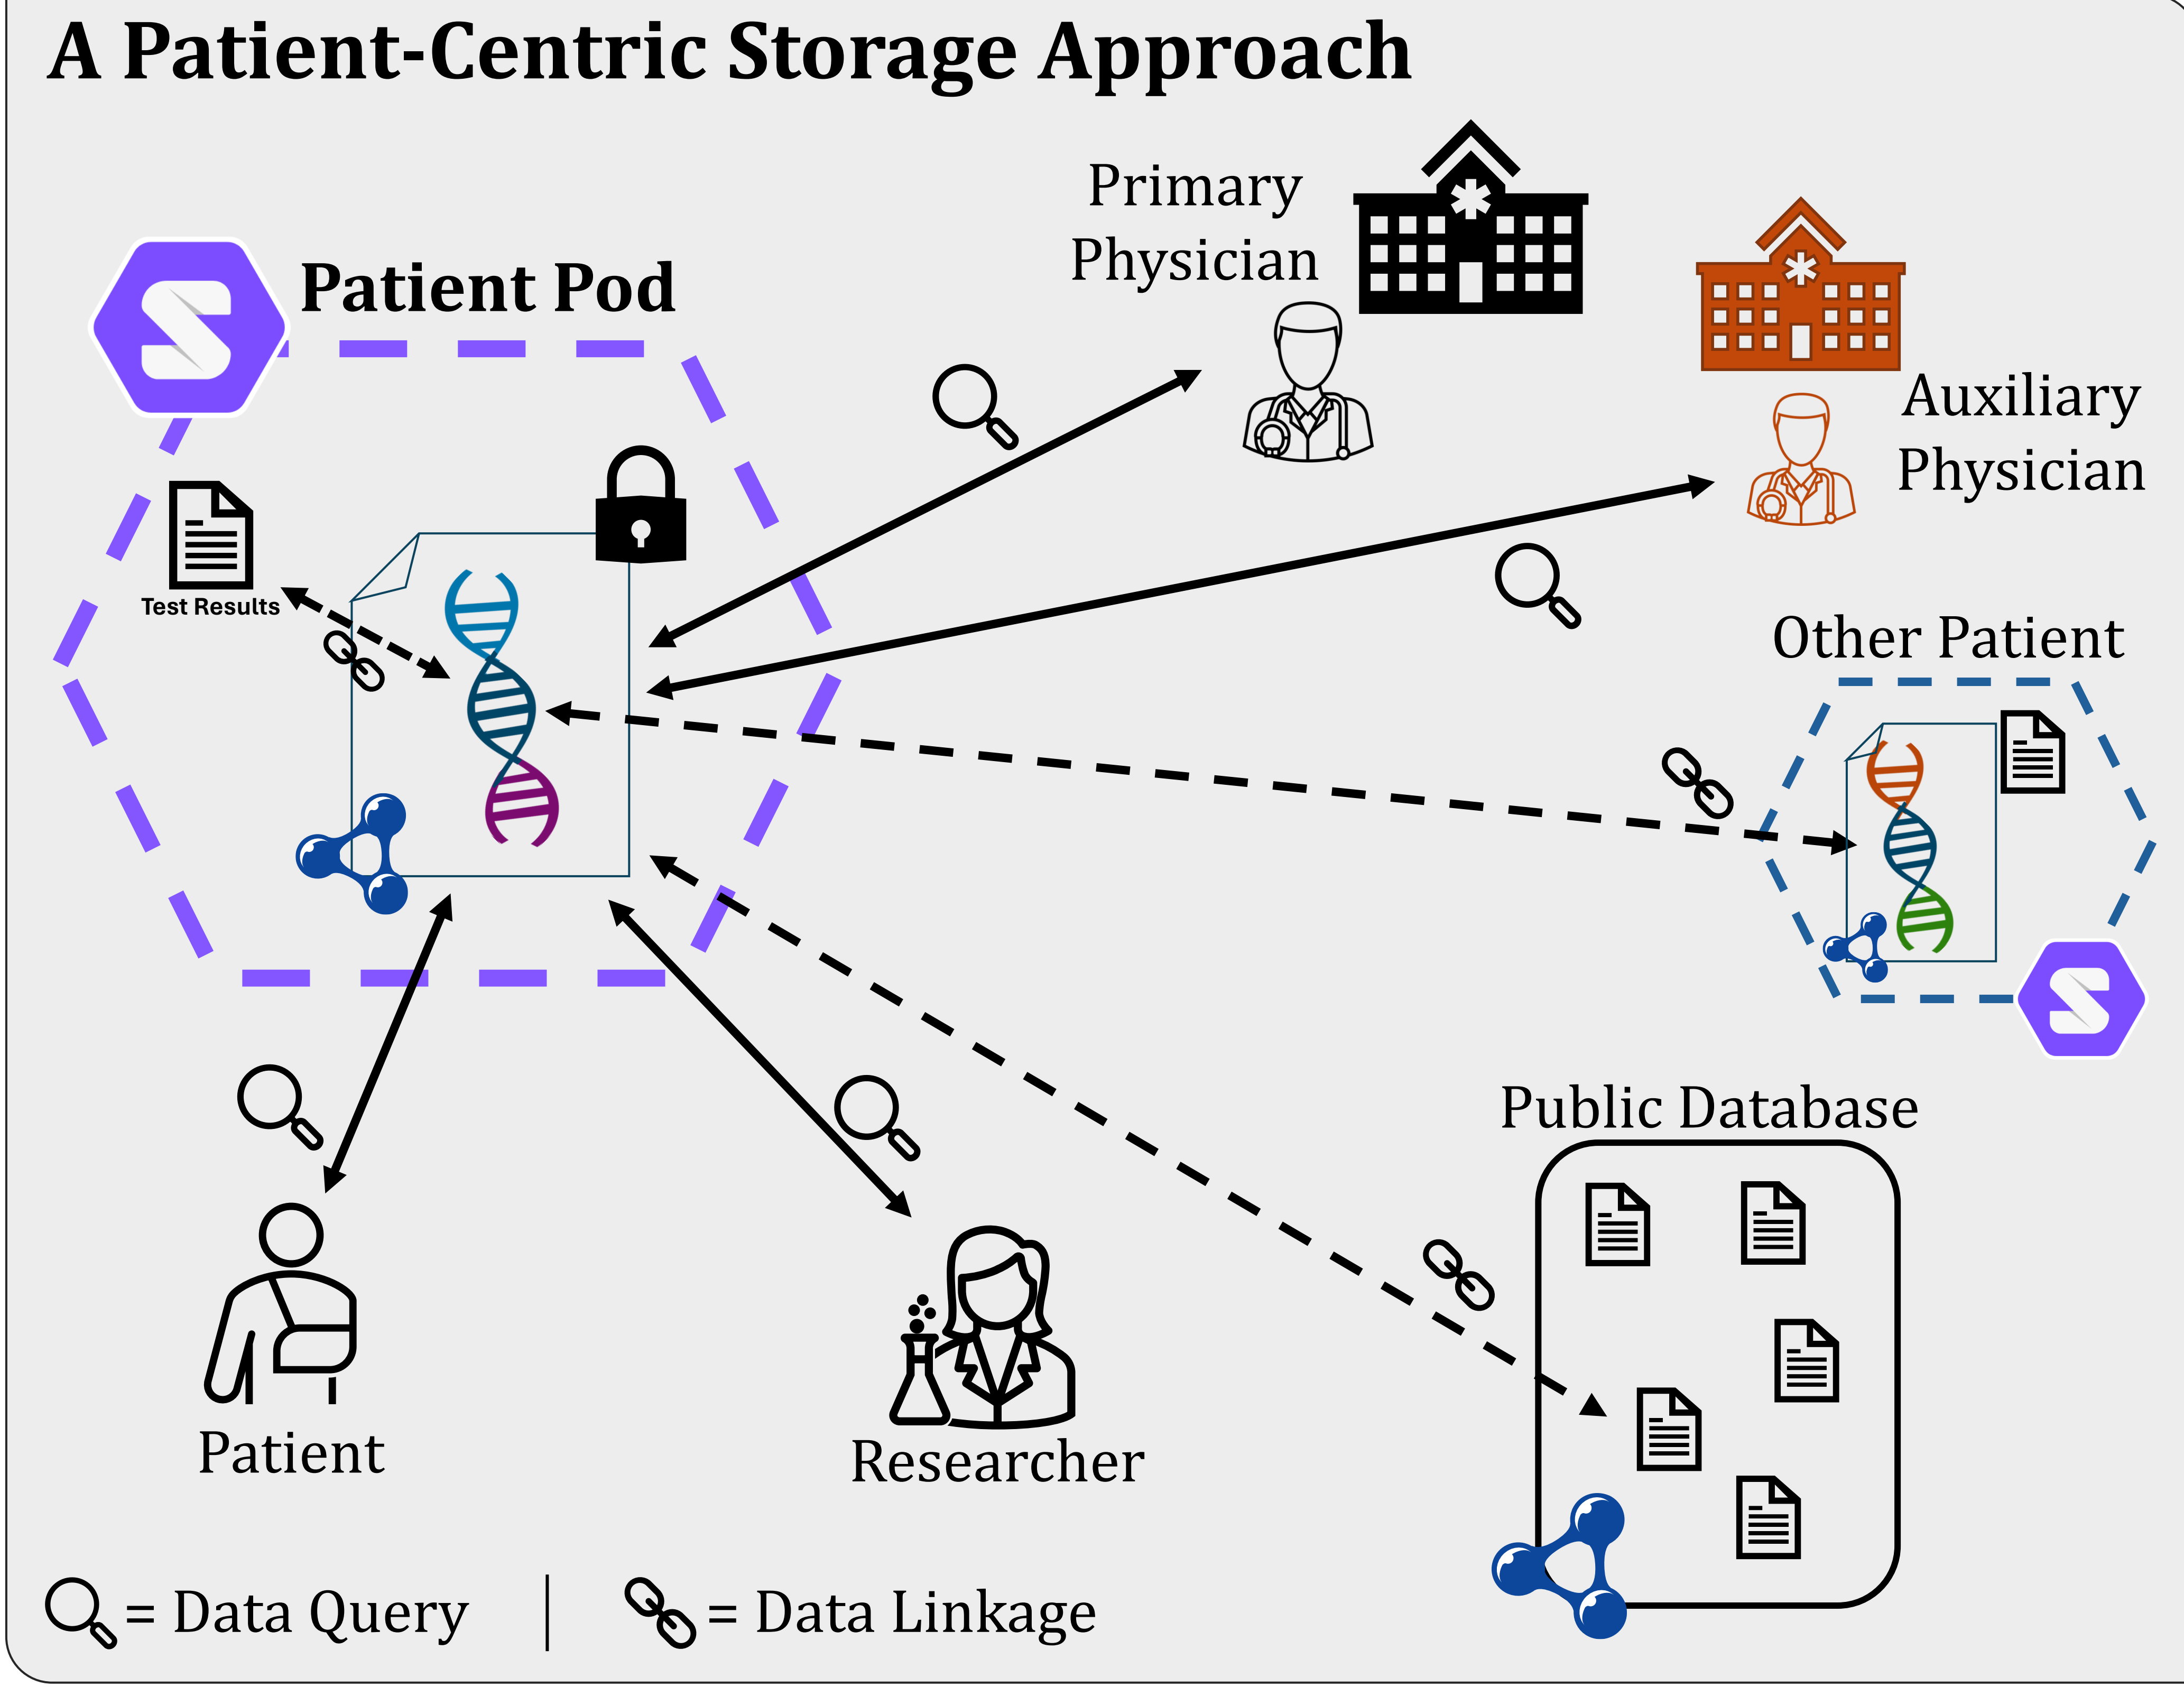 A Patient-Centric Storage Approach
Primary
Physician
Patient Pod
Auxiliary
Physician
Test Results
Other Patient
Public Database
Patient
Researcher
= Data Query
= Data Linkage